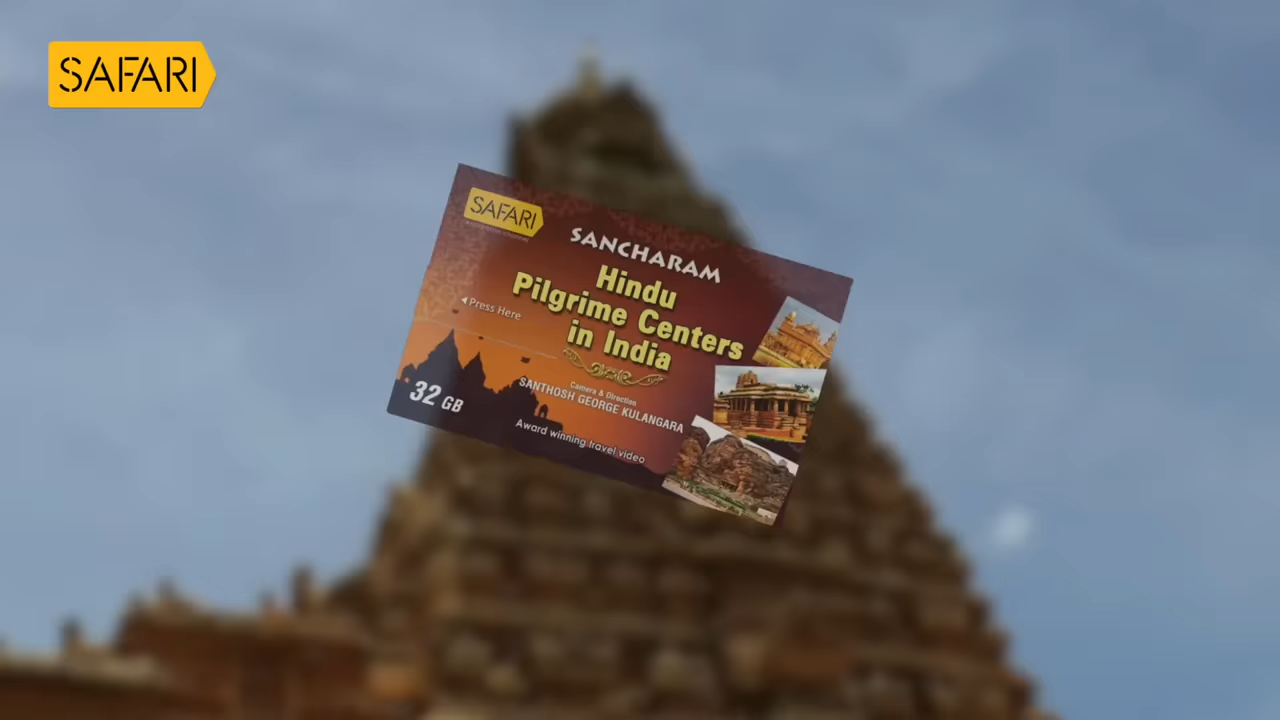 SAFARI
SAFARI
SANCHARAM
Hindu
Pilgrime Centers
in India
Press Here
Camera & Direction
SANTHOSH GEORGE KULANGARA
32 GB
Award winning travel video